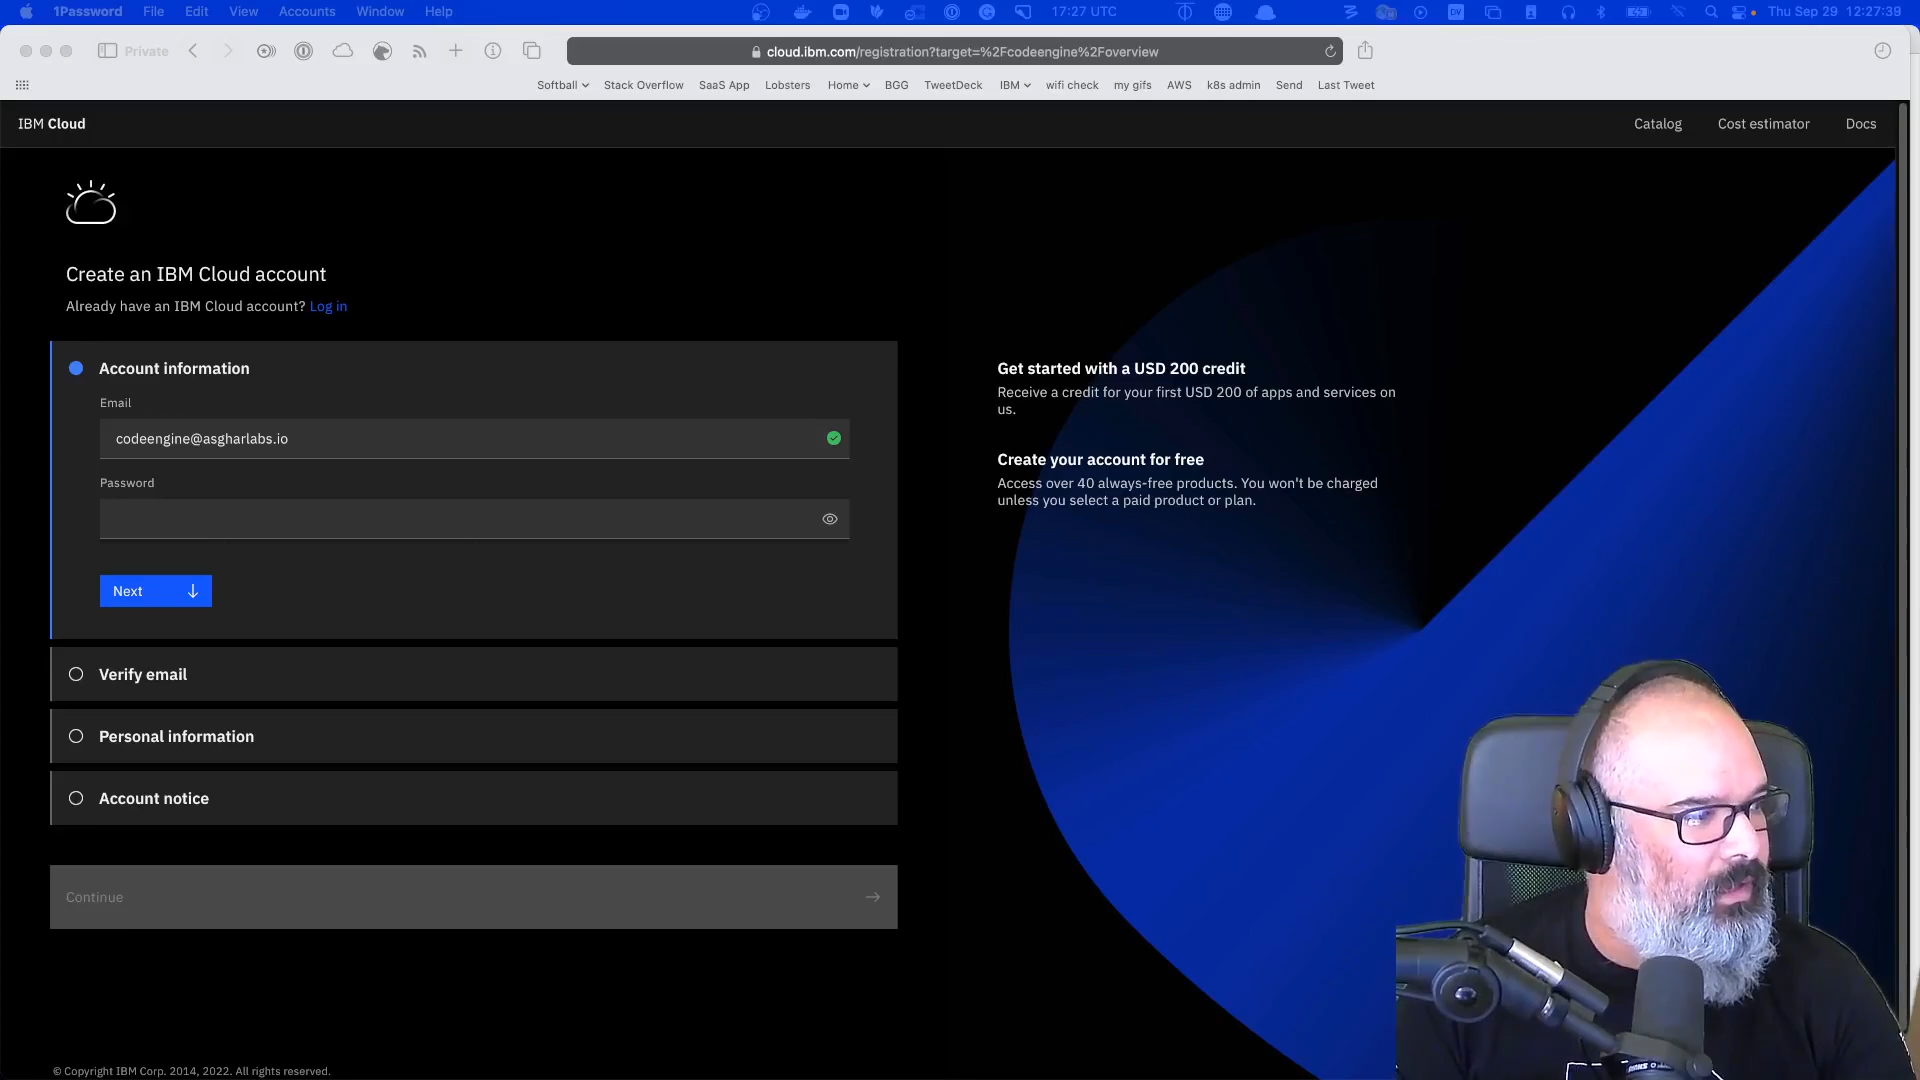 1Password File Edit View Accounts Window Help 17:27 UTC Thu Sep 29 12:27:39
Private cloud.ibm.com/registration?target=%2Fcodeengine%2Foverview
Softball Stack Overflow SaaS App Lobsters Home BGG TweetDeck IBM wifi check my gifs AWS k8s admin Send Last Tweet
IBM Cloud Catalog Cost estimator Docs
Create an IBM Cloud account
Already have an IBM Cloud account? Log in
Account information
Email
codeengine@asgharlabs.io
Password
Next
Verify email
Personal information
Account notice
Continue
Get started with a USD 200 credit
Receive a credit for your first USD 200 of apps and services on
us.
Create your account for free
Access over 40 always-free products. You won't be charged
unless you select a paid product or plan.
© Copyright IBM Corp. 2014, 2022. All rights reserved.